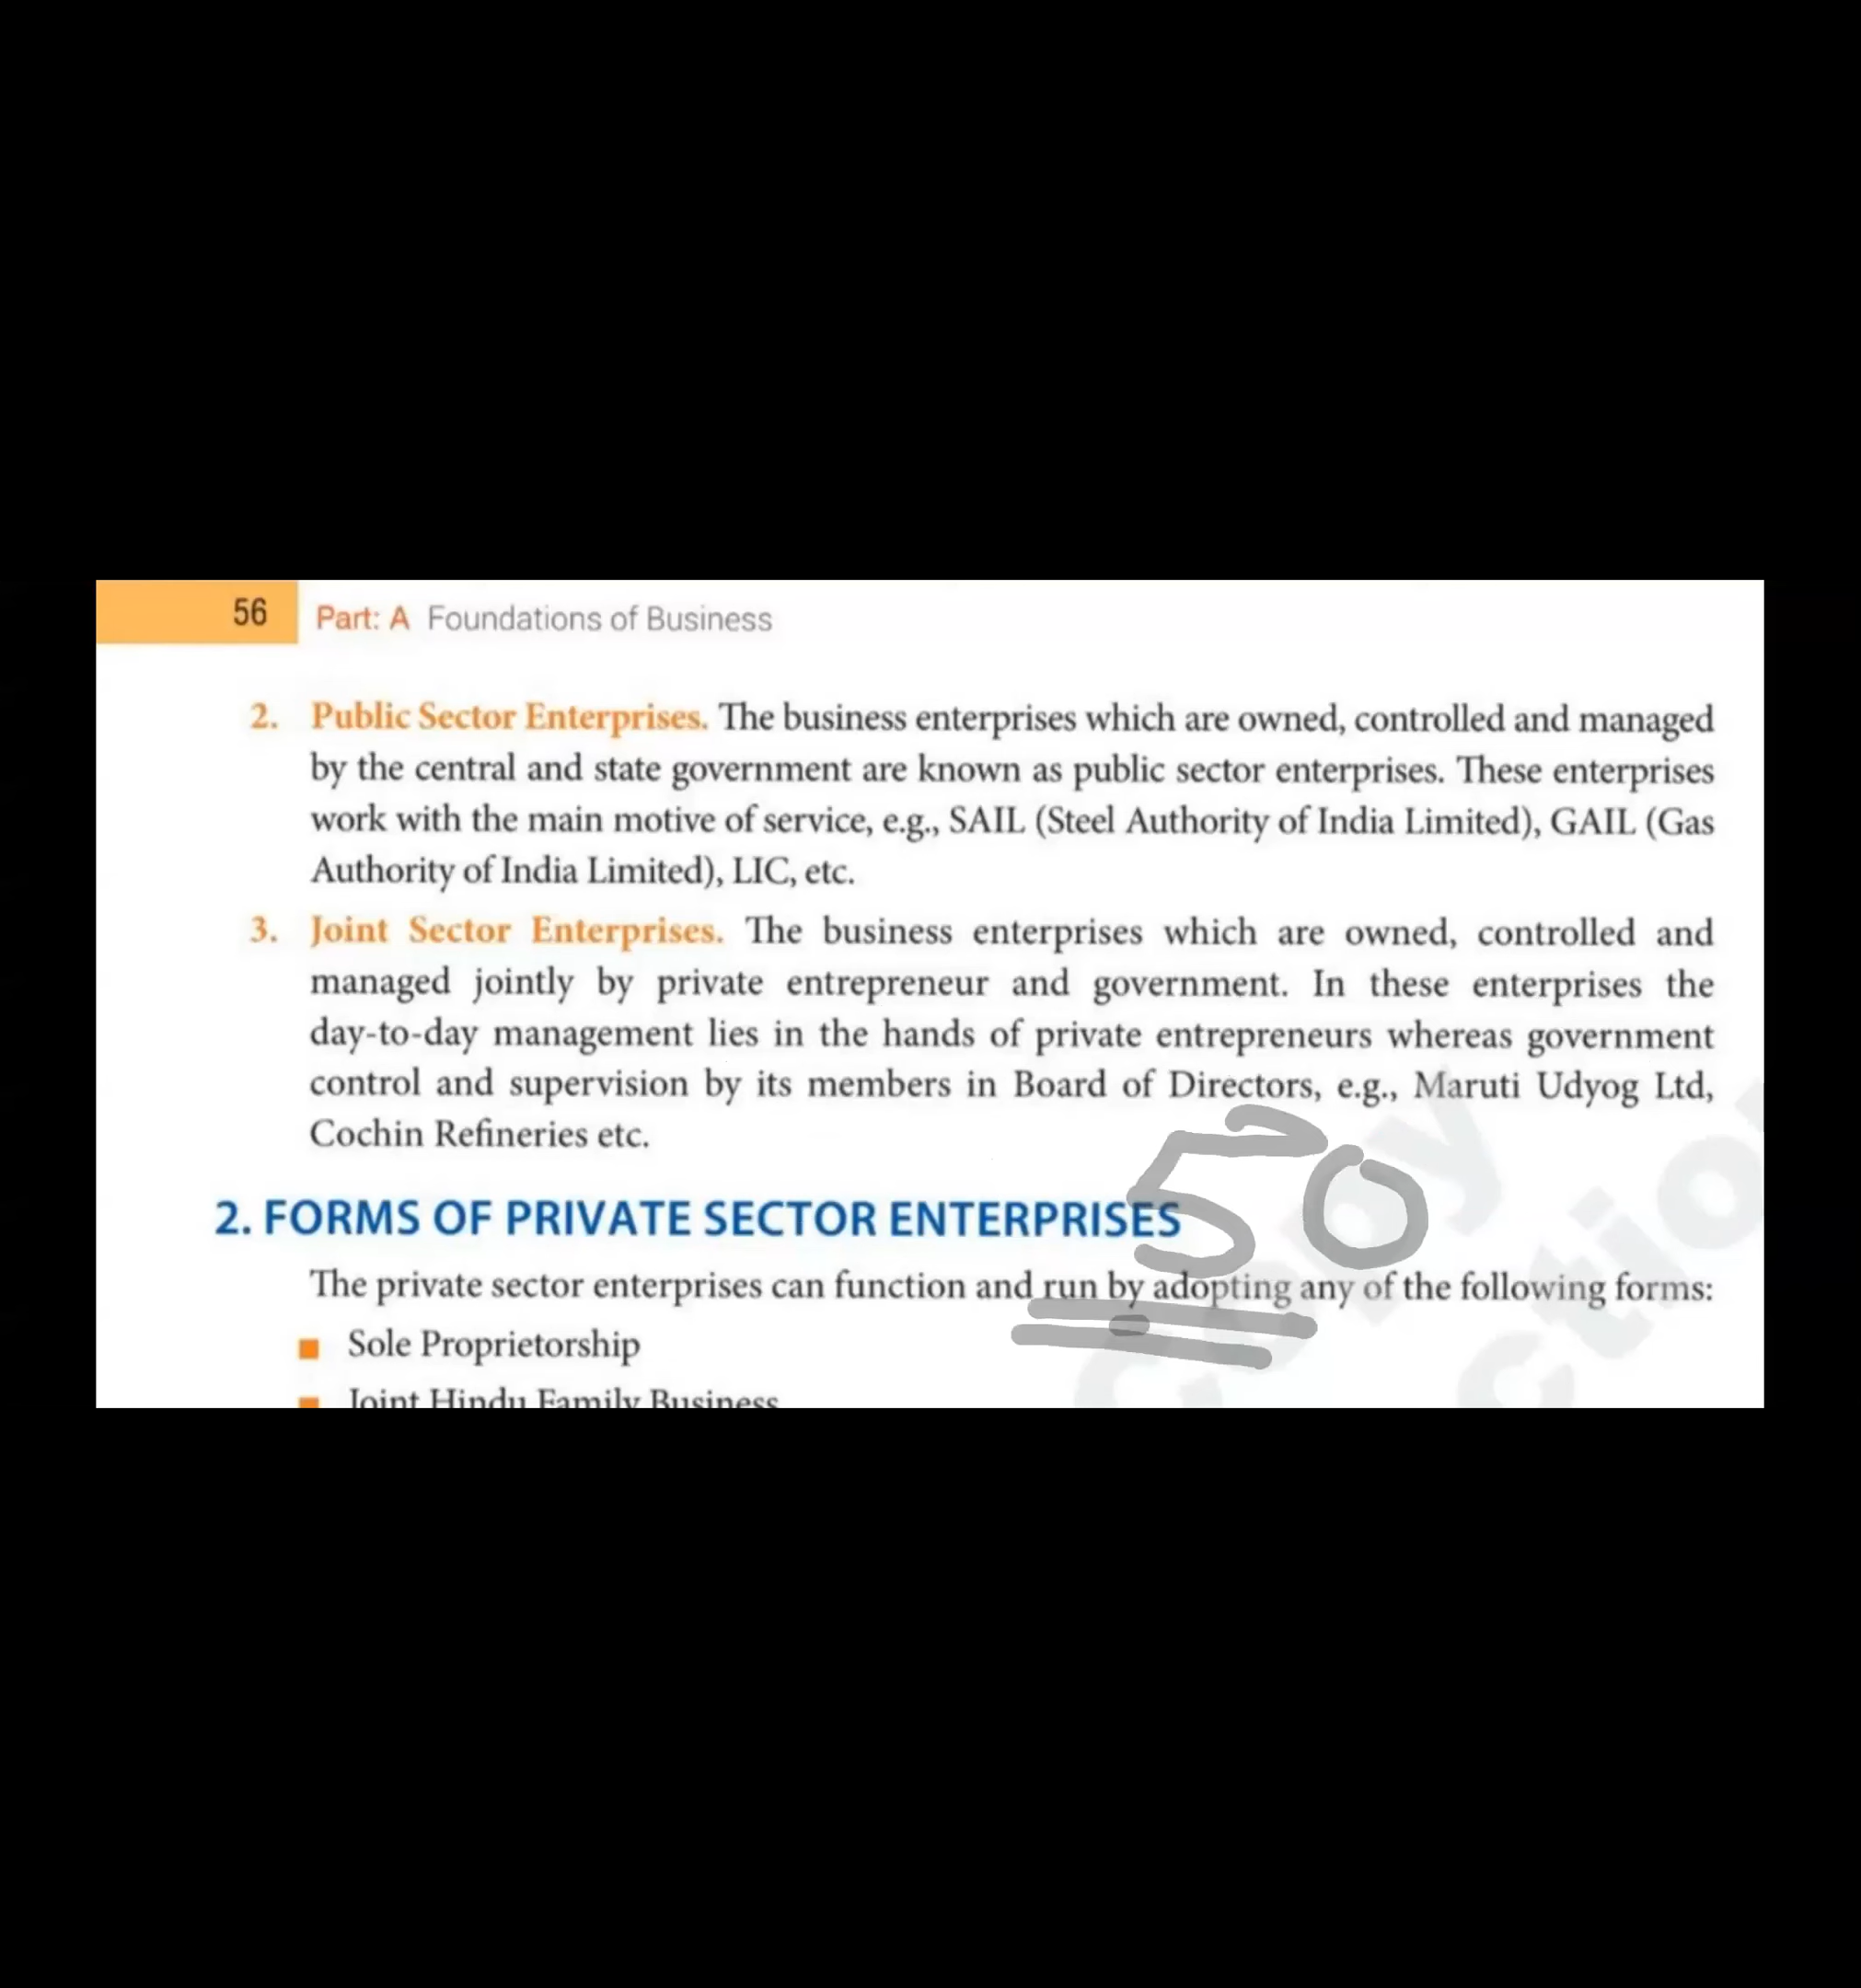 56 Part: A Foundations of Business
2. Public Sector Enterprises. The business enterprises which are owned, controlled and managed
by the central and state government are known as public sector enterprises. These enterprises
work with the main motive of service, e.g., SAIL (Steel Authority of India Limited), GAIL (Gas
Authority of India Limited), LIC, etc.
3. Joint Sector Enterprises. The business enterprises which are owned, controlled and
managed jointly by private entrepreneur and government. In these enterprises the
day-to-day management lies in the hands of private entrepreneurs whereas government
control and supervision by its members in Board of Directors, e.g., Maruti Udyog Ltd,
Cochin Refineries etc.
50
2. FORMS OF PRIVATE SECTOR ENTERPRISES
The private sector enterprises can function and run by adopting any of the following forms:
■ Sole Proprietorship
■ Joint Hindu Family Business